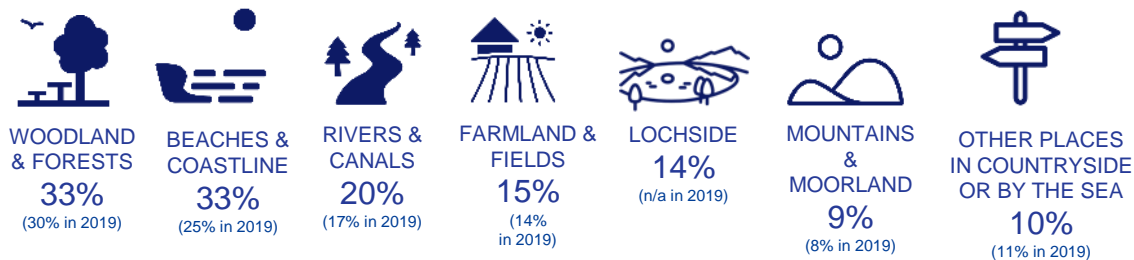 WOODLAND
& FORESTS
33%
(30% in 2019)
BEACHES &
COASTLINE
33%
(25% in 2019)
RIVERS &
CANALS
20%
(17% in 2019)
FARMLAND &
FIELDS
15%
(14%
in 2019)
LOCHSIDE
14%
(n/a in 2019)
MOUNTAINS
&
MOORLAND
9%
(8% in 2019)
OTHER PLACES
IN COUNTRYSIDE
OR BY THE SEA
10%
(11% in 2019)